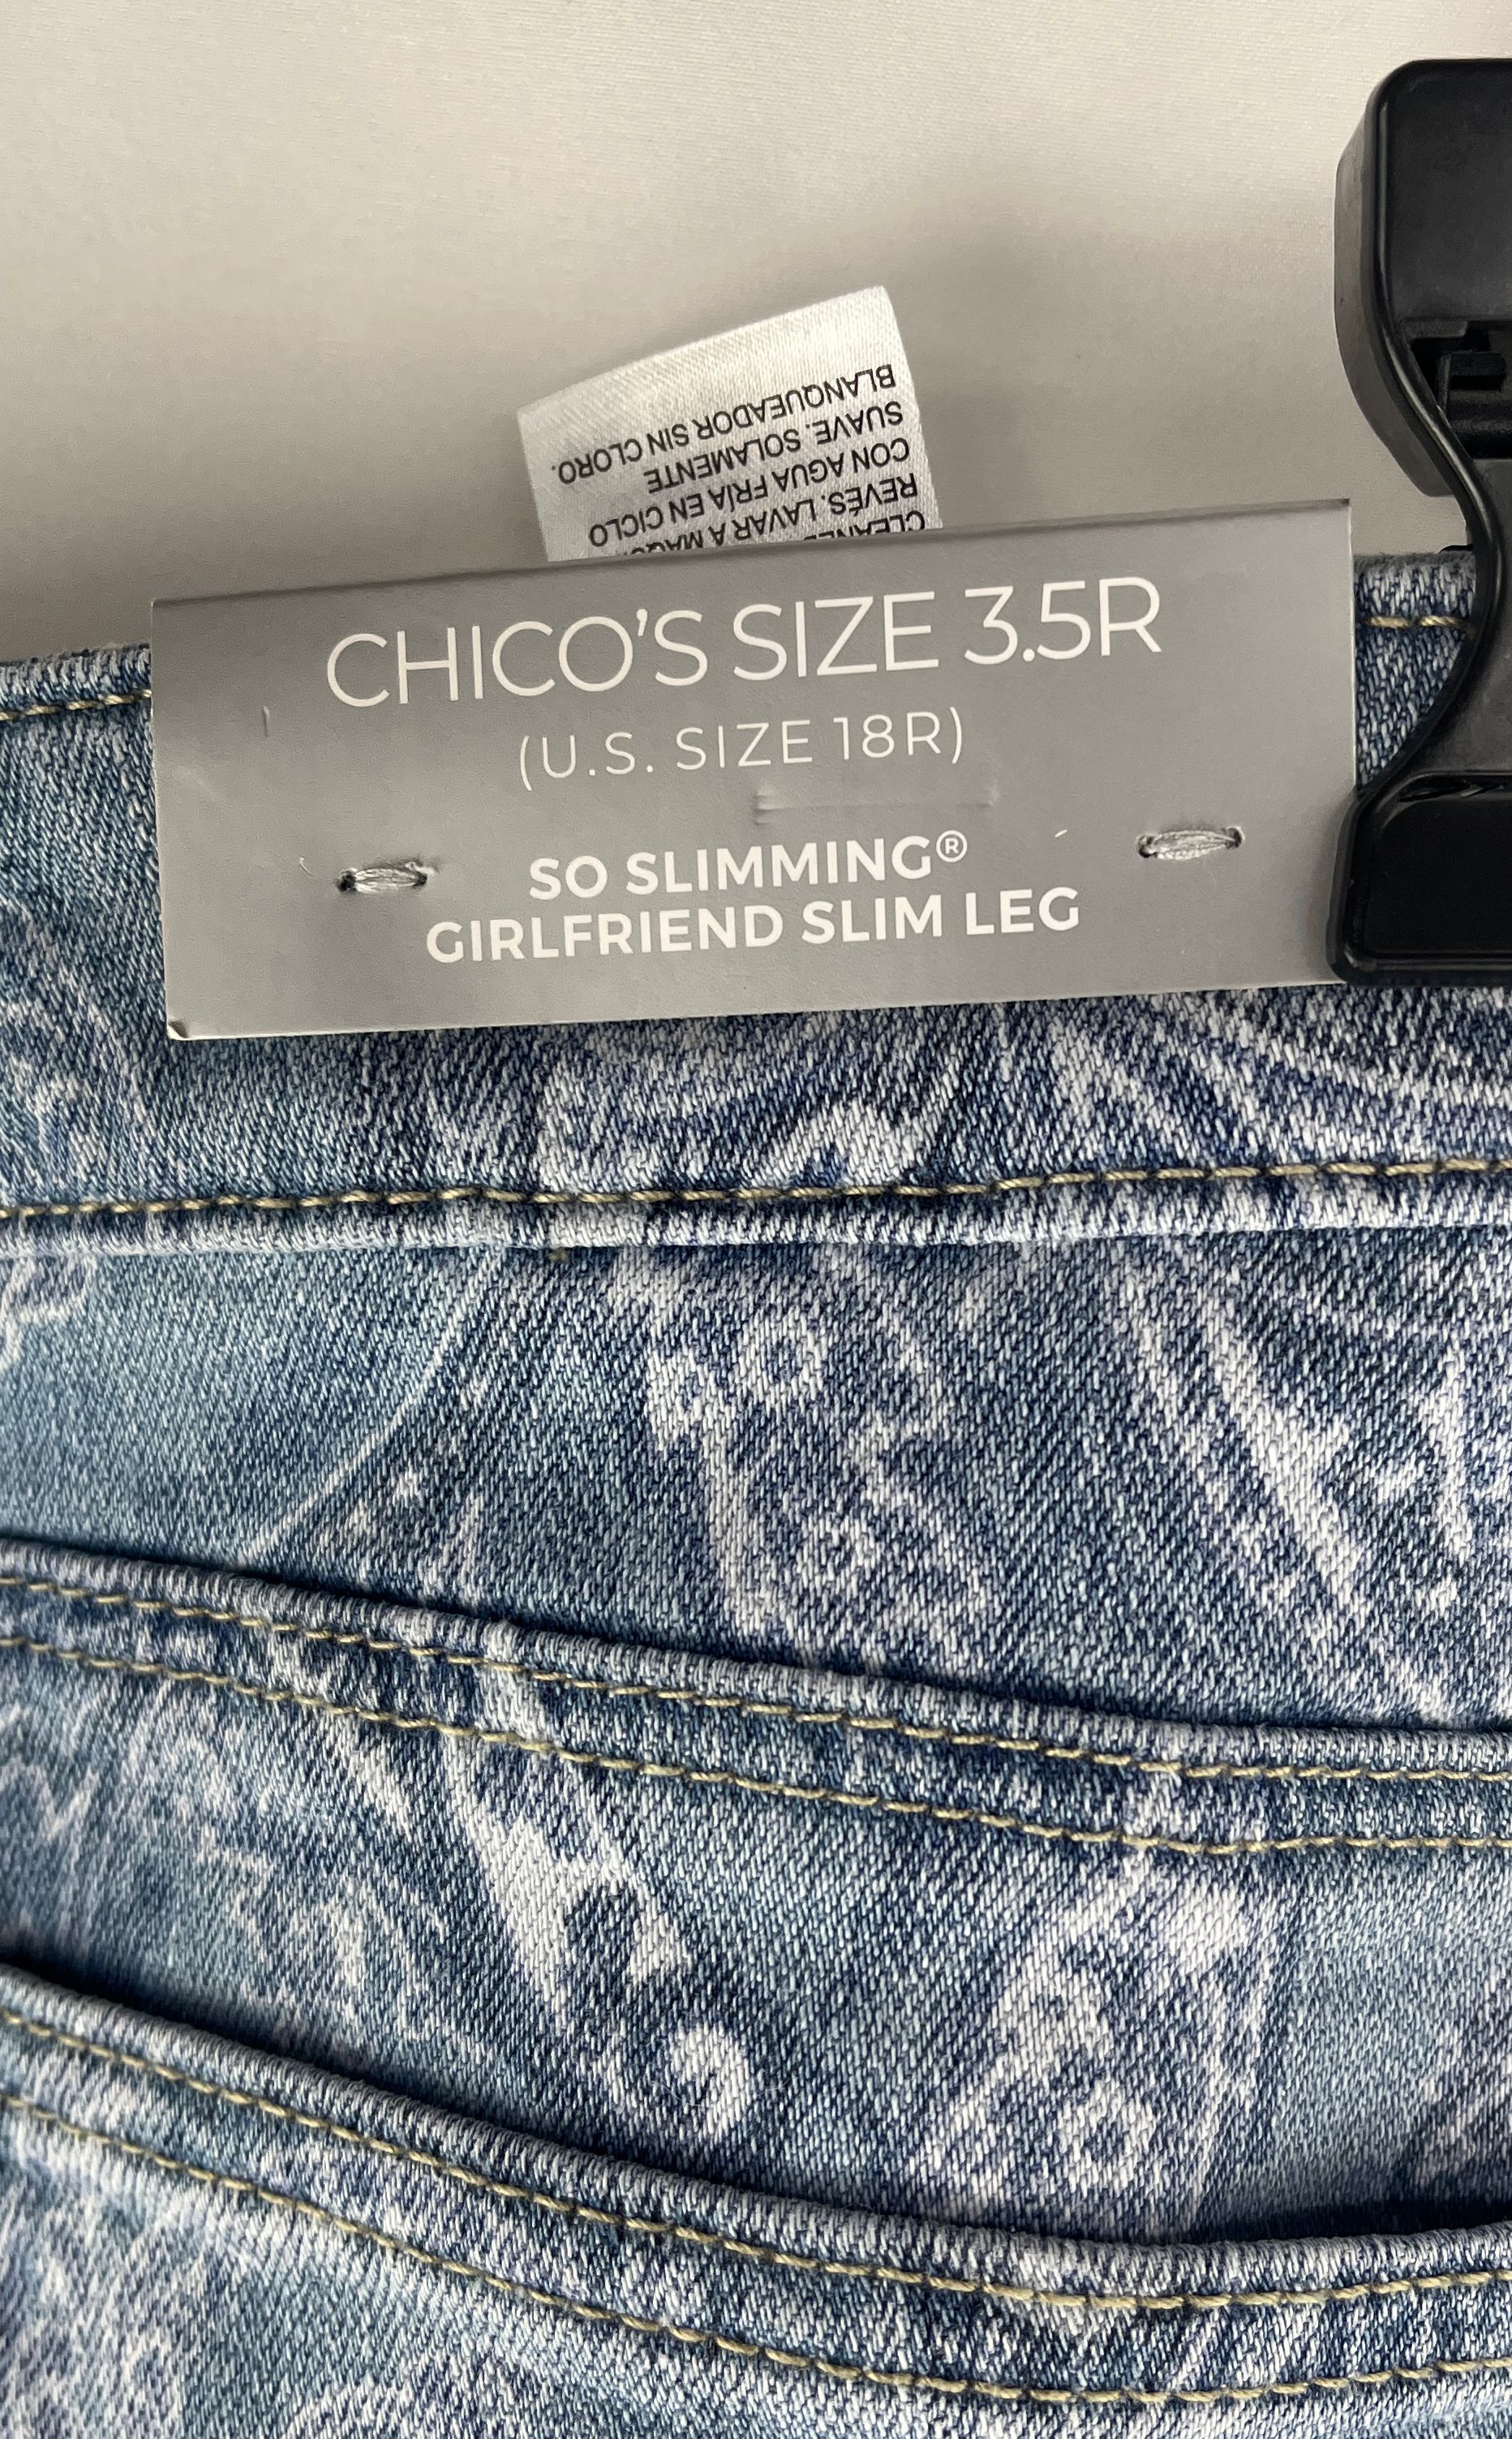 CHICO'S SIZE 3.5R
(U.S. SIZE 18R)
SO SLIMMING®
GIRLFRIEND SLIM LEG
REVÉS. LAVAR A
CON AGUA FRIA EN CICLO
SUAVE. SOLAMENTE
BLANQUEADOR SIN CLORO.